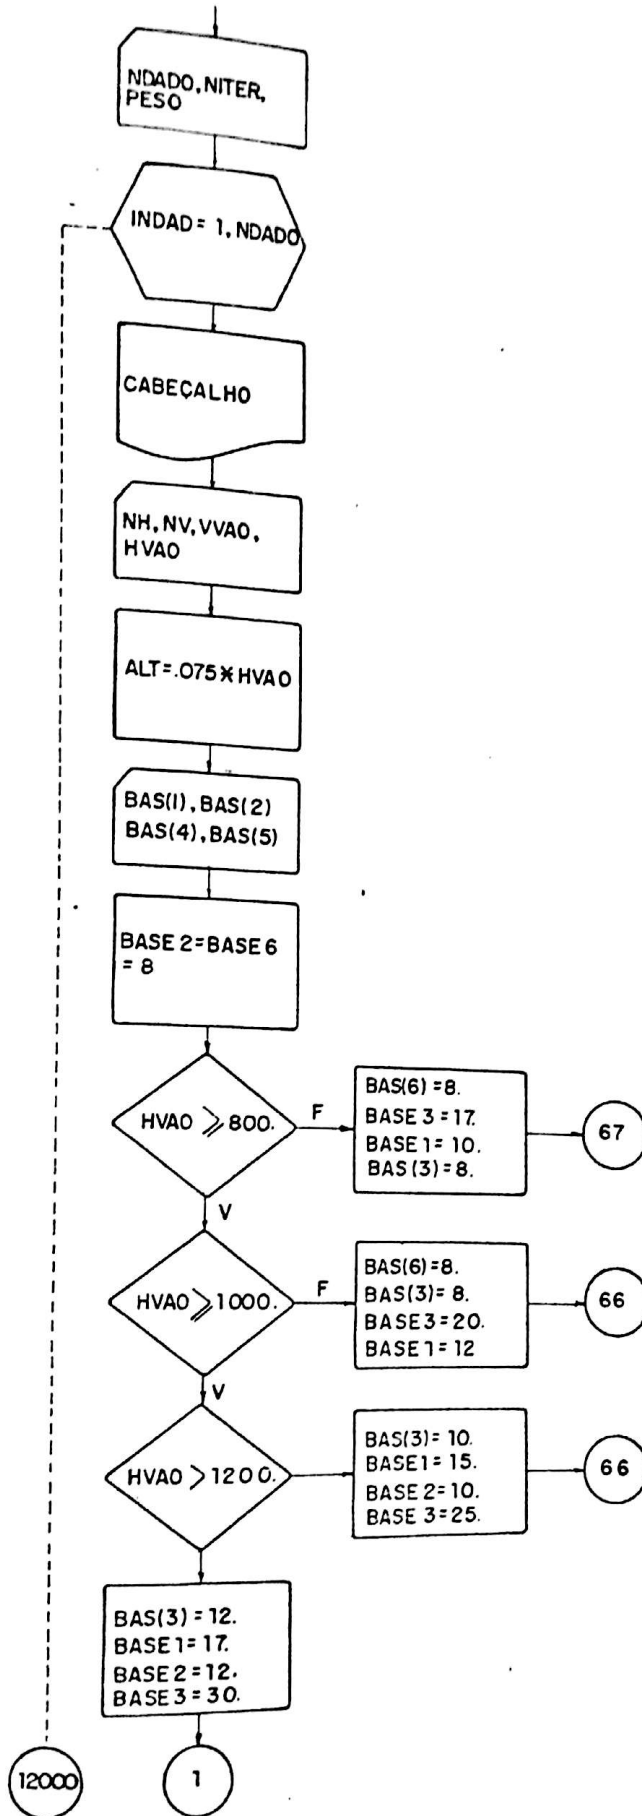 NDADO,NITER,
PESO
INDAD = 1, NDADO
CABEÇALHO
NH, NV, VVAO,
HVAO
ALT=.075*HVAO
BAS(1), BAS(2)
BAS(4), BAS(5)
BASE 2=BASE 6
= 8
HVAO ⩾ 800.
F
BAS(6) =8.
BASE 3 =17.
BASE 1= 10.
BAS (3)=8.
67
V
HVAO ⩾ 1000.
F
BAS(6)=8.
BAS(3)= 8.
BASE 3=20.
BASE 1=12
66
V
HVAO > 1200.
BAS(3)= 10.
BASE1= 15.
BASE 2=10.
BASE 3=25.
66
BAS(3) = 12.
BASE 1= 17.
BASE 2=12.
BASE 3=30.
12000
1